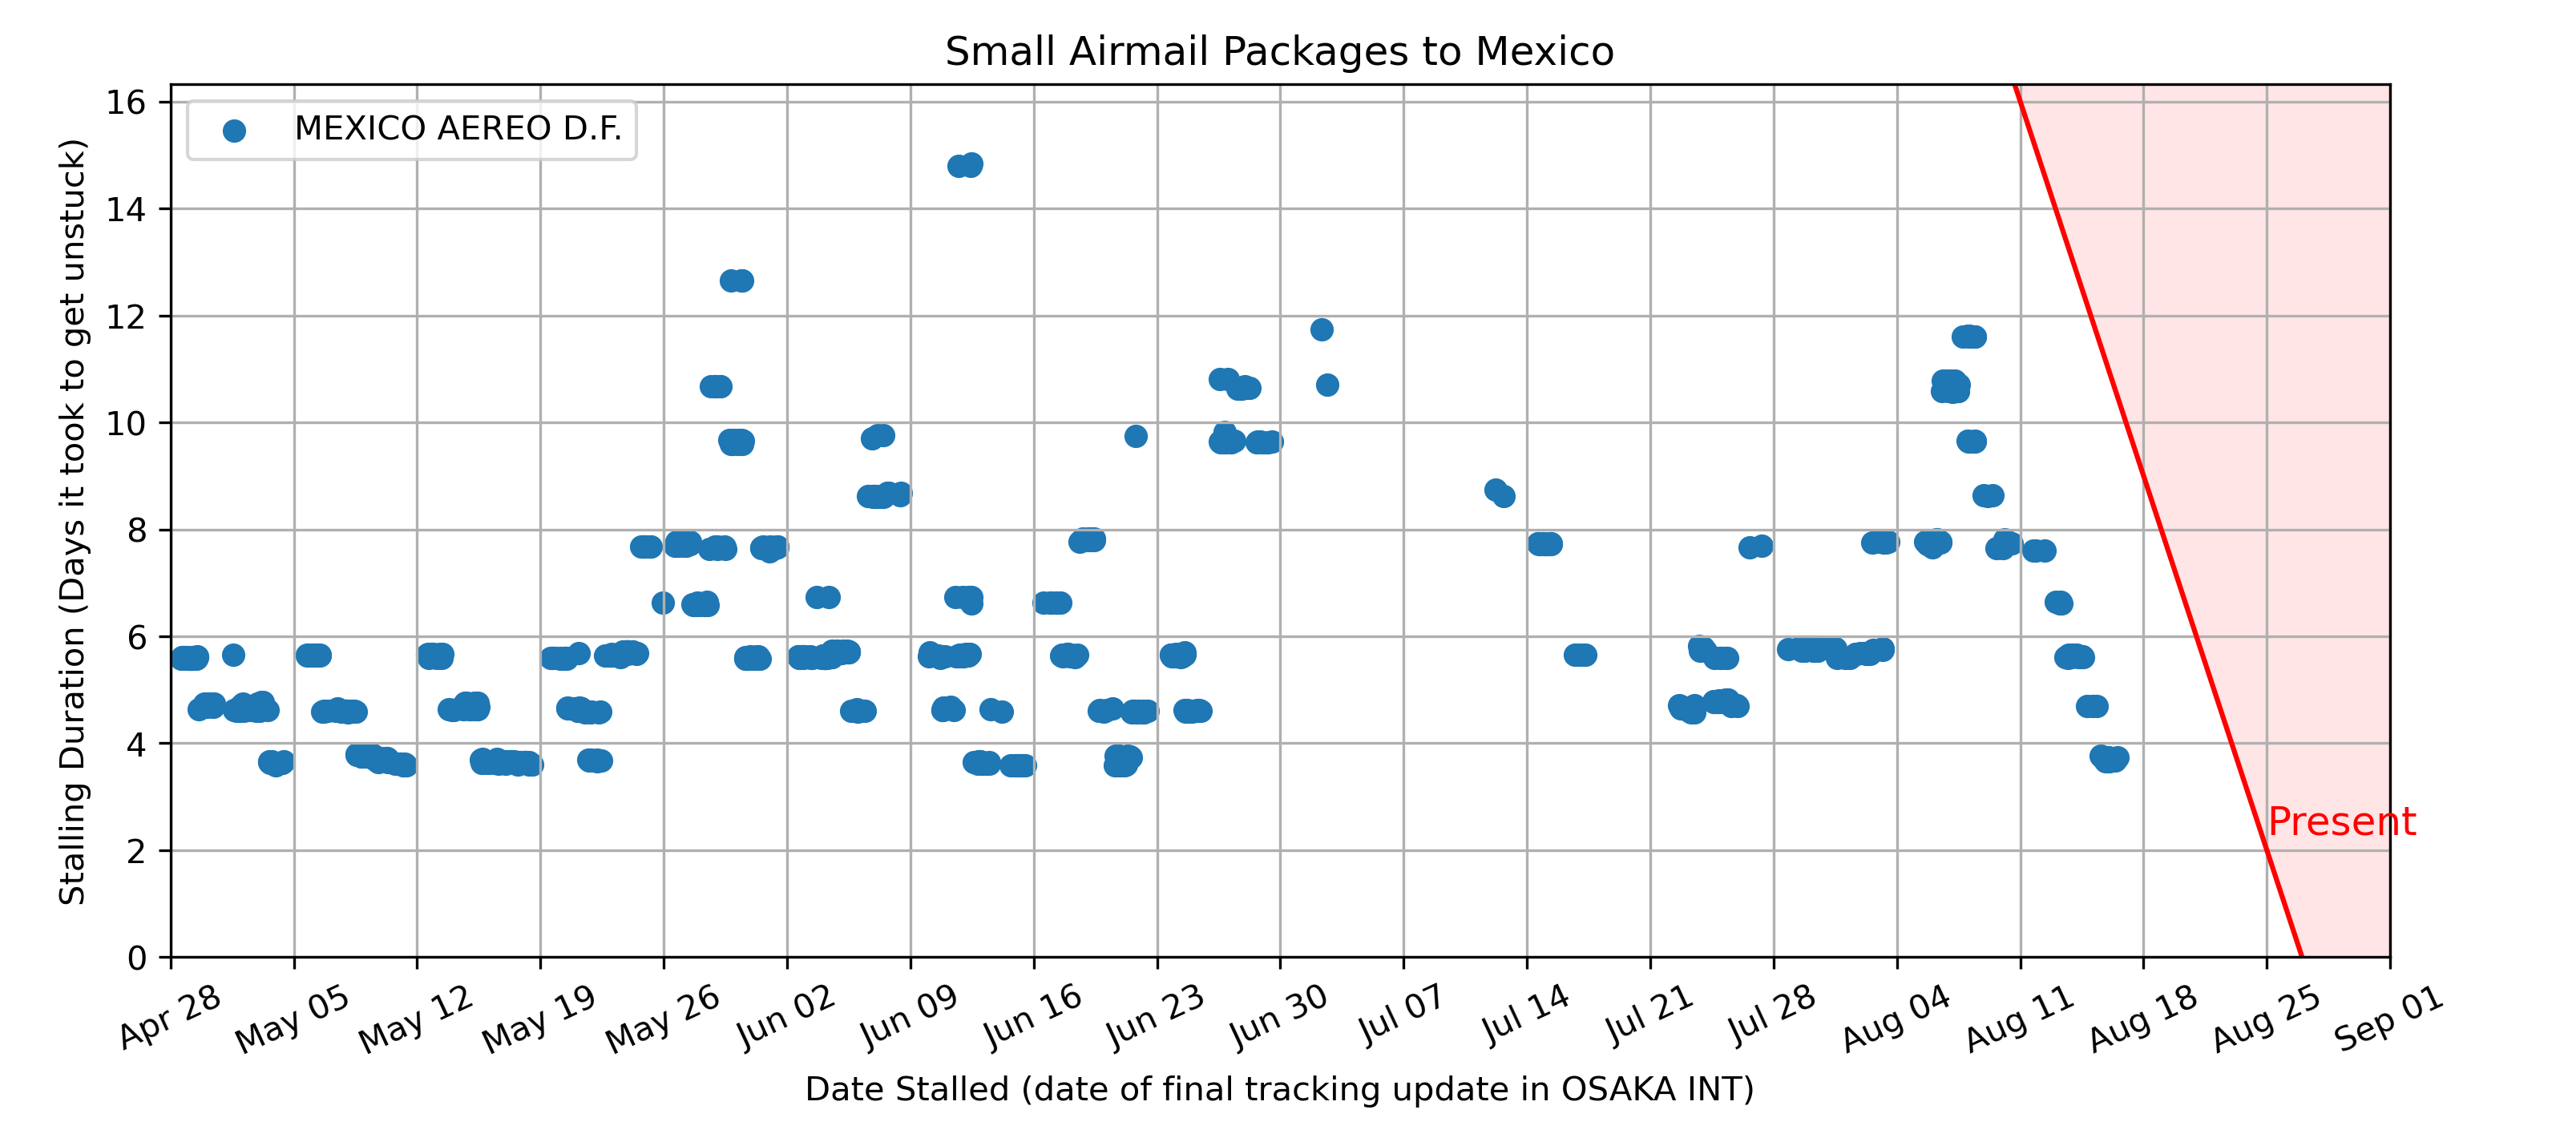 Small Airmail Packages to Mexico
MEXICO AEREO D.F.
Stalling Duration (Days it took to get unstuck)
16
14
12
10
8
6
4
2
0
Present
Apr 28 May 05 May 12 May 19 May 26 Jun 02 Jun 09 Jun 16 Jun 23 Jun 30 Jul 07 Jul 14 Jul 21 Jul 28 Aug 04 Aug 11 Aug 18 Aug 25 Sep 01
Date Stalled (date of final tracking update in OSAKA INT)